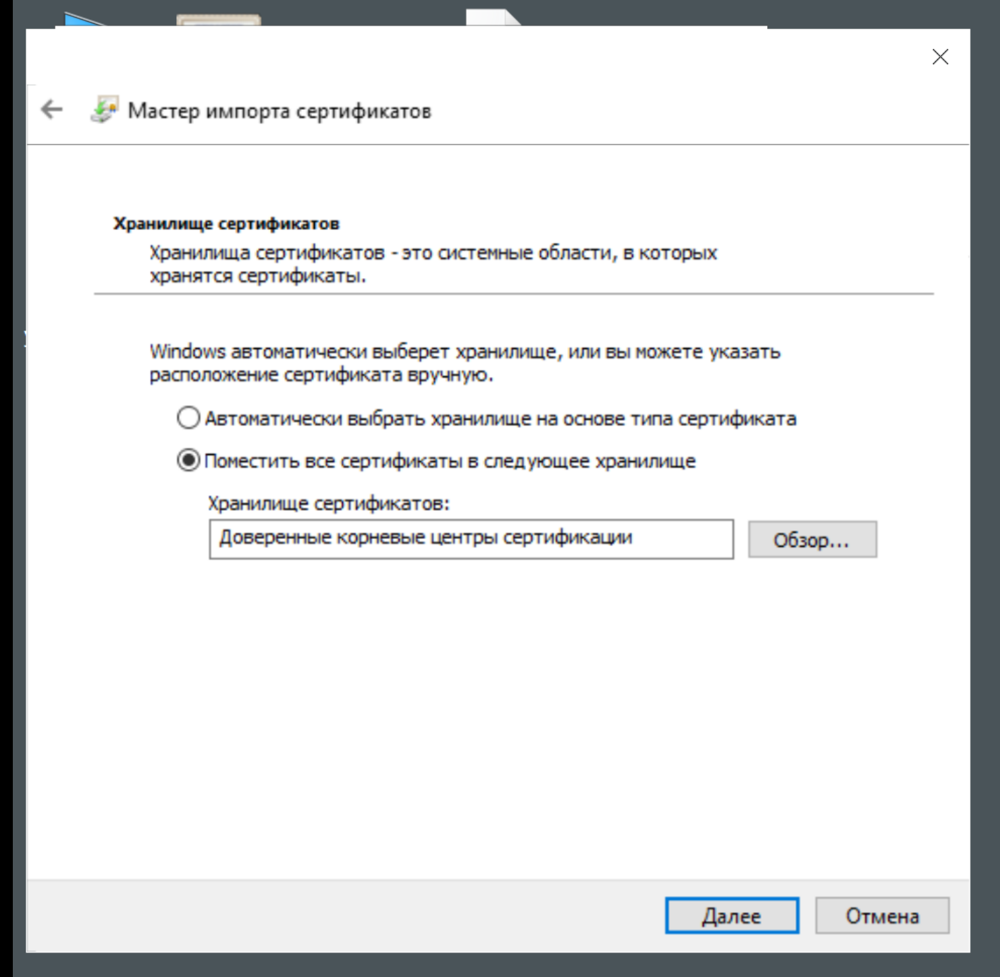 Мастер импорта сертификатов
Хранилище сертификатов
Хранилища сертификатов - это системные области, в которых
хранятся сертификаты.
Windows автоматически выберет хранилище, или вы можете указать
расположение сертификата вручную.
Автоматически выбрать хранилище на основе типа сертификата
Поместить все сертификаты в следующее хранилище
Хранилище сертификатов:
Доверенные корневые центры сертификации
Обзор...
Далее
Отмена